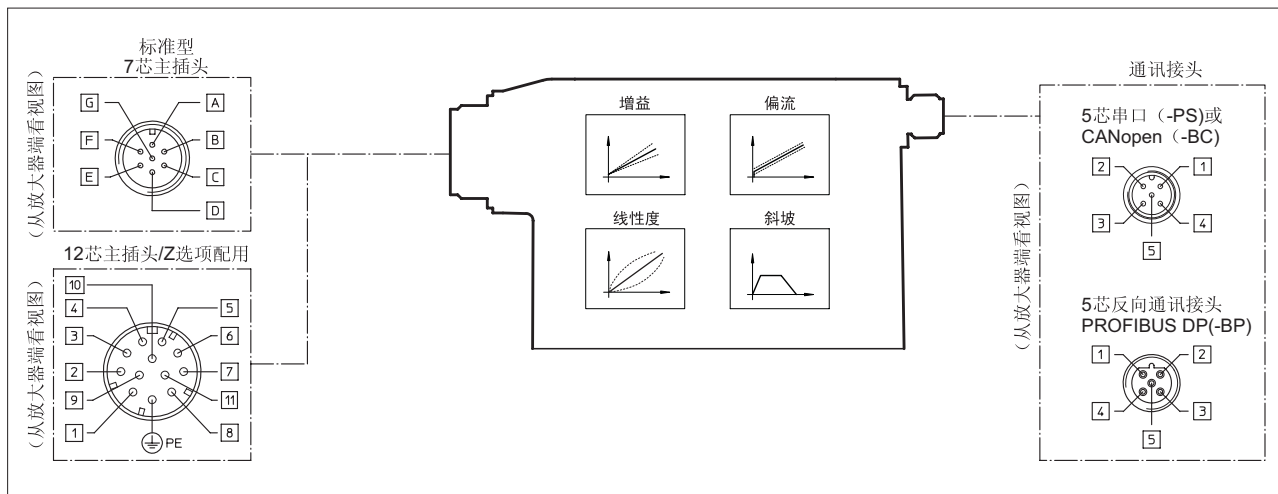 标准型
7芯主插头
（从放大器端看视图）
G
A
F
B
E
C
D
12芯主插头/Z选项配用
（从放大器端看视图）
10
4
5
3
6
2
7
9
11
1
8
PE
增益
偏流
线性度
斜坡
通讯接头
（从放大器端看视图）
5芯串口（-PS)或
CANopen（-BC)
2
1
3
4
5
5芯反向通讯接头
PROFIBUS DP(-BP)
1
2
4
3
5